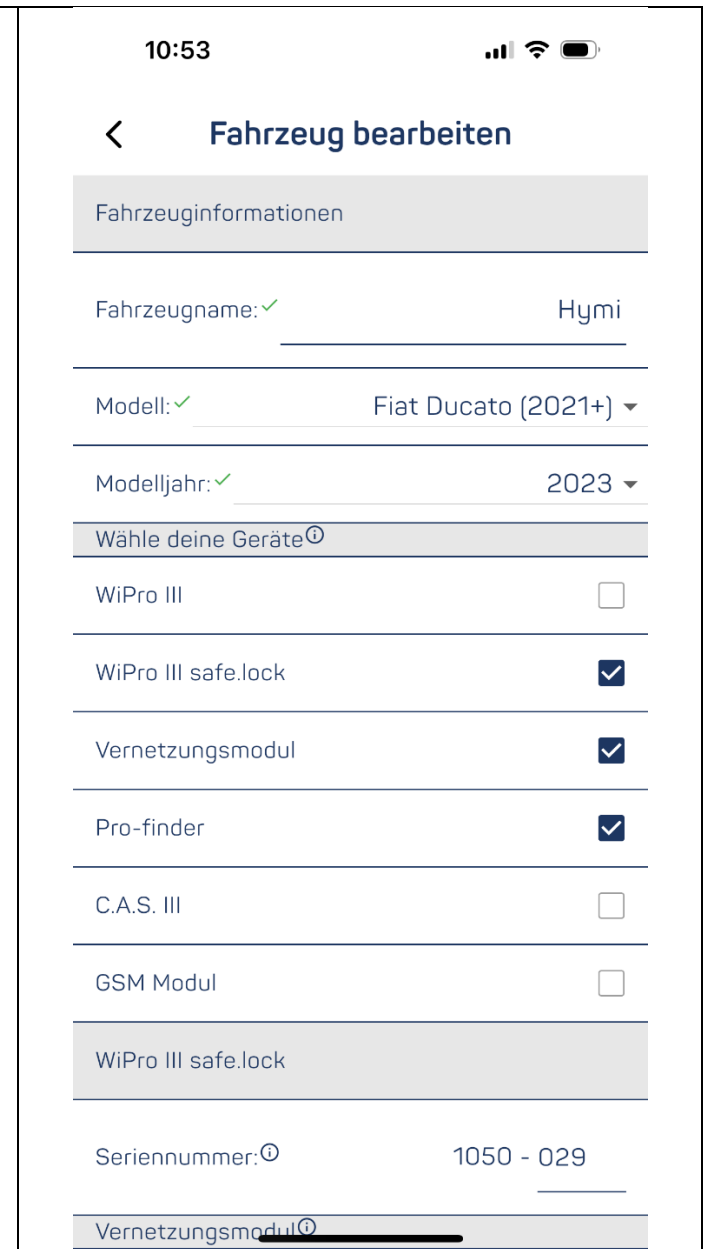 10:53
Fahrzeug bearbeiten
Fahrzeuginformationen
Fahrzeugname: Hymi
Modell: Fiat Ducato (2021+)
Modelljahr: 2023
Wähle deine Geräte
WiPro III
WiPro III safe.lock
Vernetzungsmodul
Pro-finder
C.A.S. III
GSM Modul
WiPro III safe.lock
Seriennummer: 1050 - 029
Vernetzungsmodul